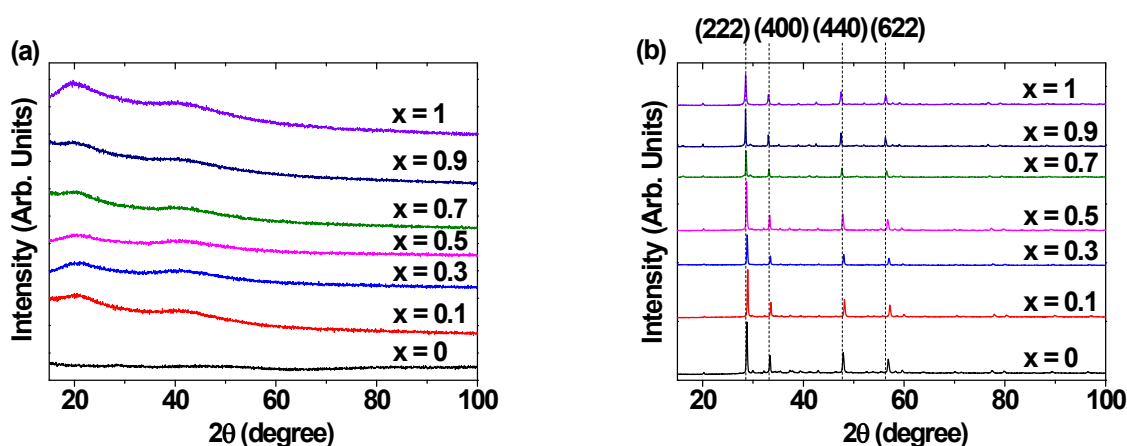 (a)
Intensity (Arb. Units)
x = 1
x = 0.9
x = 0.7
x = 0.5
x = 0.3
x = 0.1
x = 0
20 40 60 80 100
2θ (degree)
(b)
(222) (400) (440) (622)
Intensity (Arb. Units)
x = 1
x = 0.9
x = 0.7
x = 0.5
x = 0.3
x = 0.1
x = 0
20 40 60 80 100
2θ (degree)